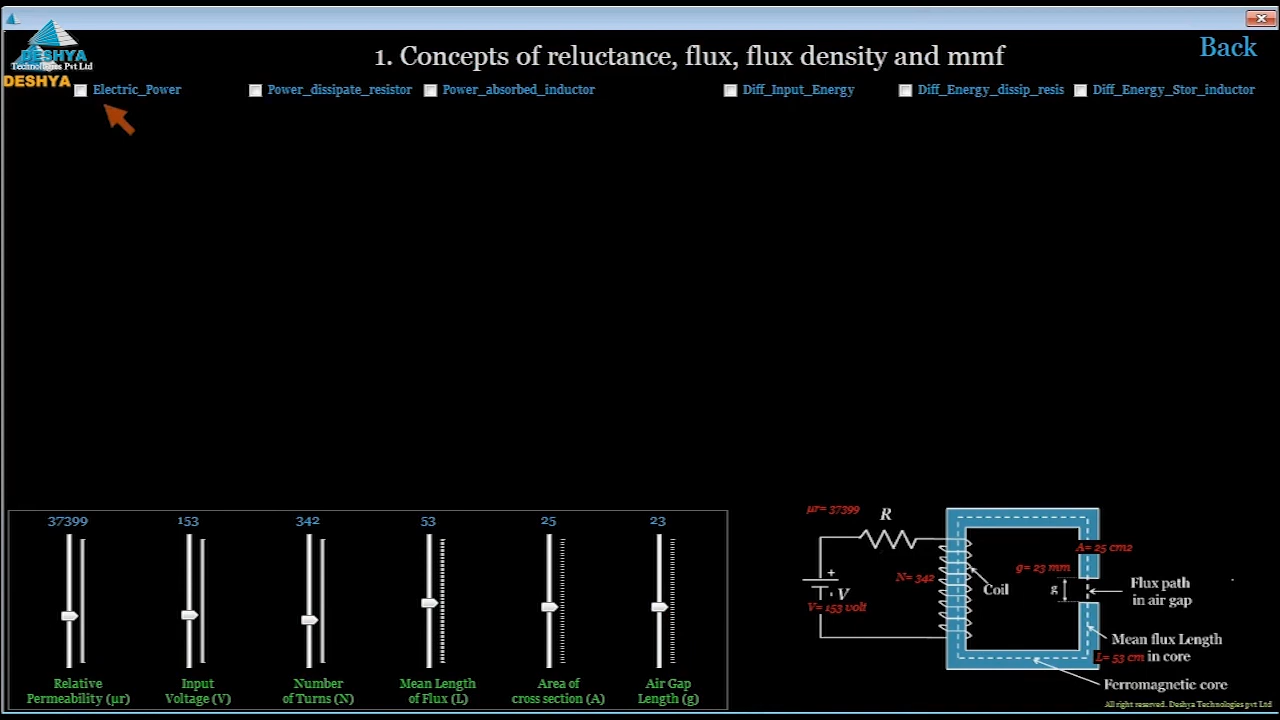 DESHYA
Technologies Pvt Ltd
DESHYA
1. Concepts of reluctance, flux, flux density and mmf
Back
Electric_Power
Power_dissipate_resistor
Power_absorbed_inductor
Diff_Input_Energy
Diff_Energy_dissip_resis
Diff_Energy_Stor_inductor
37399
153
342
53
25
23
Relative
Permeability (μr)
Input
Voltage (V)
Number
of Turns (N)
Mean Length
of Flux (L)
Area of
cross section (A)
Air Gap
Length (g)
μr= 37399
R
A= 25 cm2
g= 23 mm
N= 342
+
Coil
g
Flux path
in air gap
V
V= 153 volt
Mean flux Length
in core
L= 53 cm
Ferromagnetic core
All right reserved. Deshya Technologies pvt Ltd